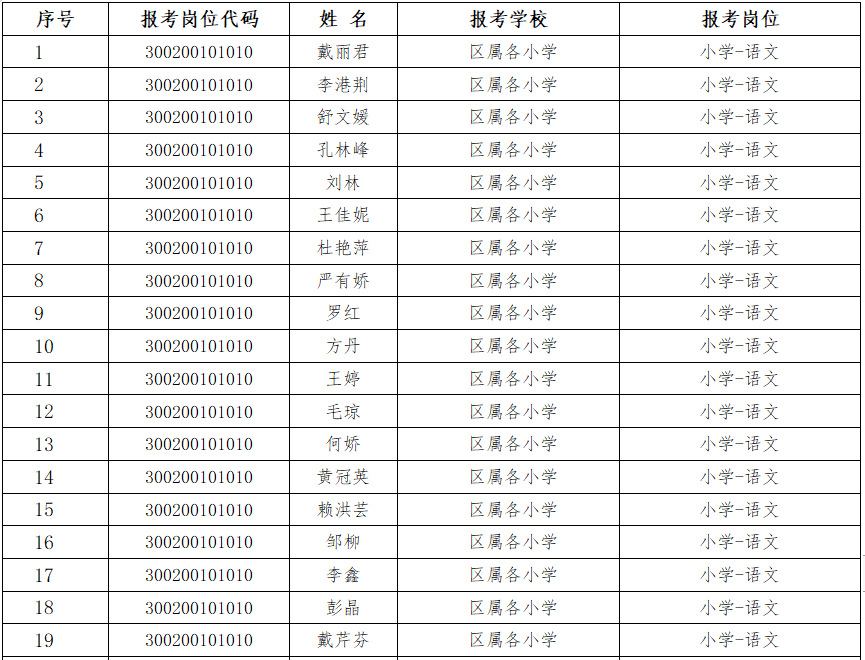 序号 报考岗位代码 姓 名 报考学校 报考岗位
1 300200101010 戴丽君 区属各小学 小学-语文
2 300200101010 李港荆 区属各小学 小学-语文
3 300200101010 舒文媛 区属各小学 小学-语文
4 300200101010 孔林峰 区属各小学 小学-语文
5 300200101010 刘林 区属各小学 小学-语文
6 300200101010 王佳妮 区属各小学 小学-语文
7 300200101010 杜艳萍 区属各小学 小学-语文
8 300200101010 严有娇 区属各小学 小学-语文
9 300200101010 罗红 区属各小学 小学-语文
10 300200101010 方丹 区属各小学 小学-语文
11 300200101010 王婷 区属各小学 小学-语文
12 300200101010 毛琼 区属各小学 小学-语文
13 300200101010 何娇 区属各小学 小学-语文
14 300200101010 黄冠英 区属各小学 小学-语文
15 300200101010 赖洪芸 区属各小学 小学-语文
16 300200101010 邹柳 区属各小学 小学-语文
17 300200101010 李鑫 区属各小学 小学-语文
18 300200101010 彭晶 区属各小学 小学-语文
19 300200101010 戴芹芬 区属各小学 小学-语文